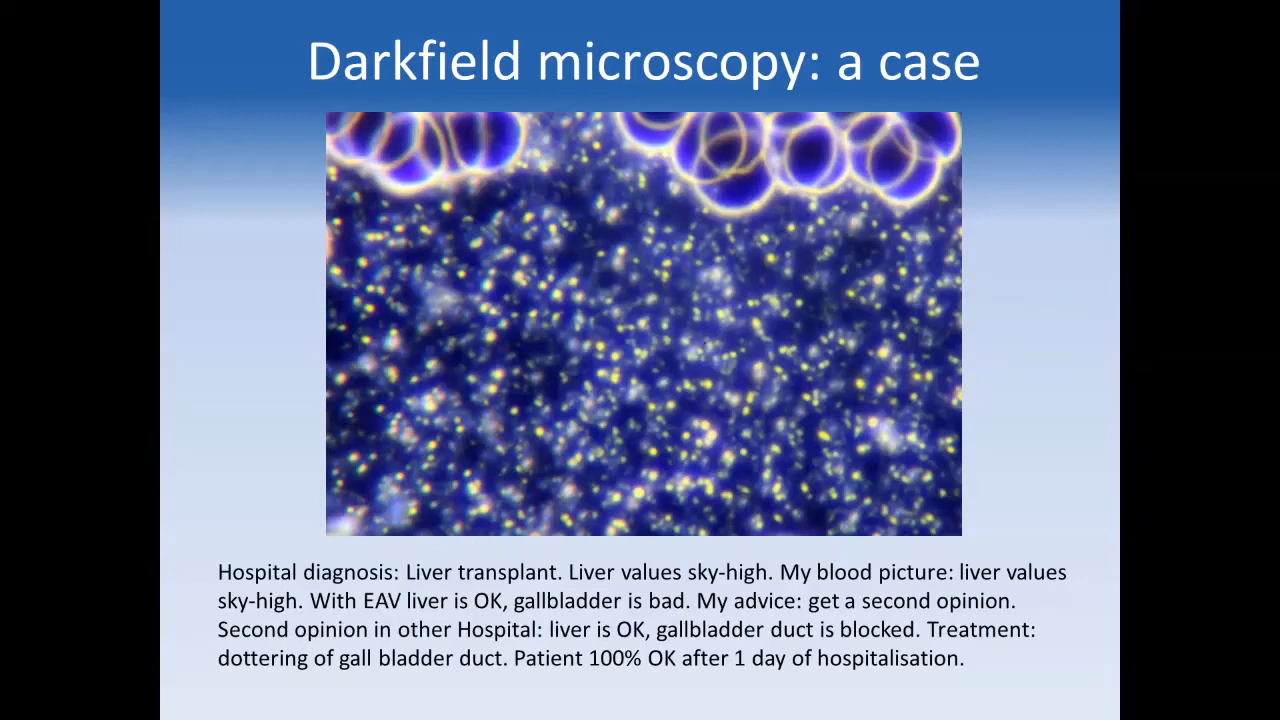 Darkfield microscopy: a case
Hospital diagnosis: Liver transplant. Liver values sky-high. My blood picture: liver values
sky-high. With EAV liver is OK, gallbladder is bad. My advice: get a second opinion.
Second opinion in other Hospital: liver is OK, gallbladder duct is blocked. Treatment:
dottering of gall bladder duct. Patient 100% OK after 1 day of hospitalisation.